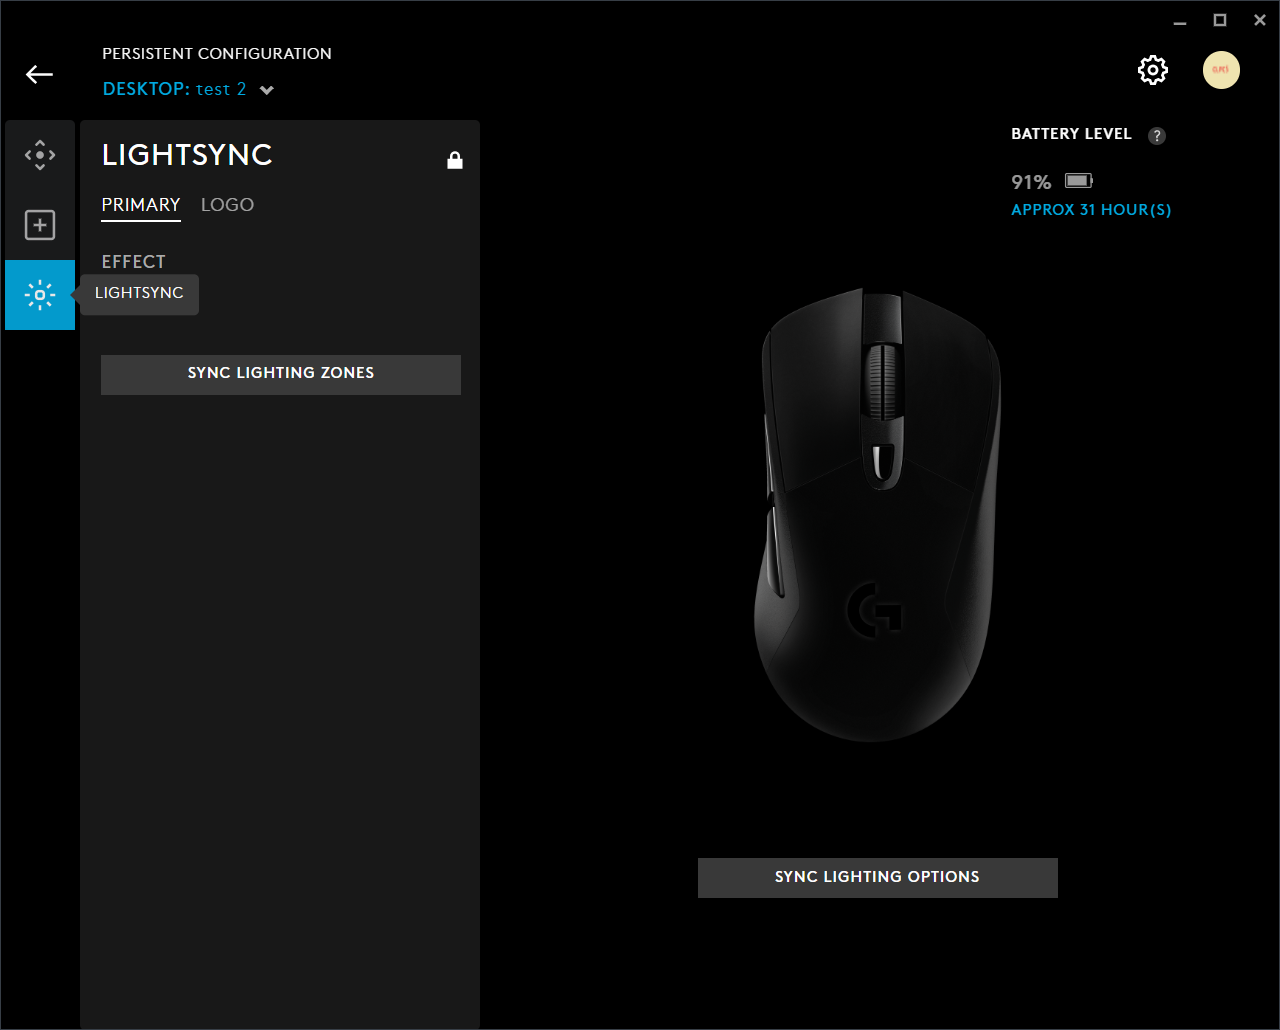 PERSISTENT CONFIGURATION
DESKTOP: test 2
LIGHTSYNC
PRIMARY LOGO
EFFECT
LIGHTSYNC
SYNC LIGHTING ZONES
BATTERY LEVEL ?
91%
APPROX 31 HOUR(S)
SYNC LIGHTING OPTIONS